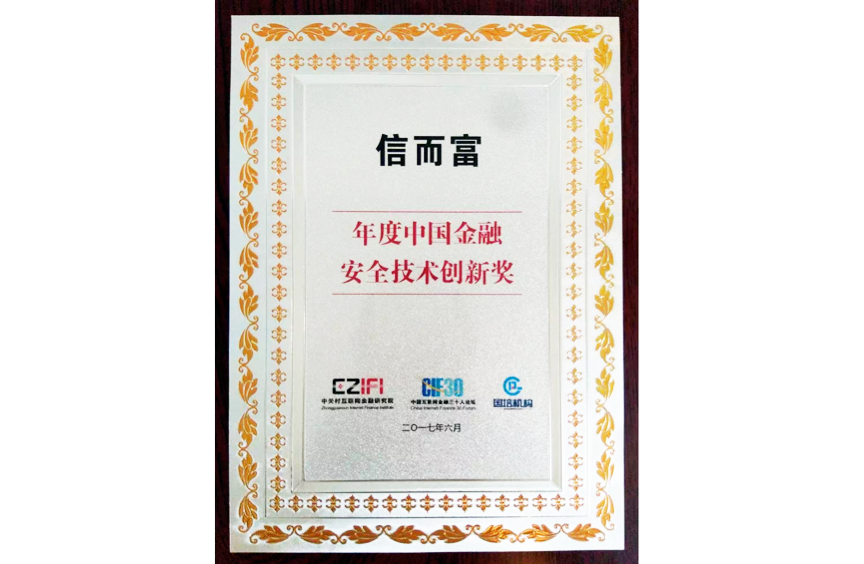 信而富
年度中国金融
安全技术创新奖
CZIFI
中关村互联网金融研究院
Zhongguancun Internet Finance Institute
CIF30
中国互联网金融三十人论坛
China Internet Finance 30 Forum
国培机构
二〇一七年六月